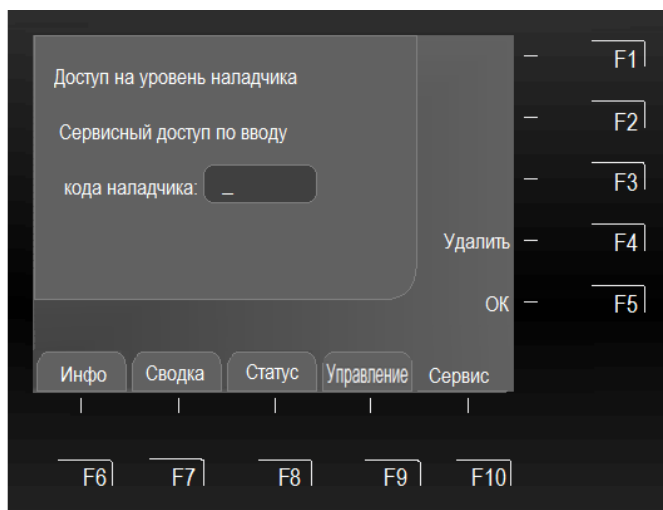 F1
Доступ на уровень наладчика
F2
Сервисный доступ по вводу
F3
кода наладчика: _
Удалить F4
ОК F5
Инфо Сводка Статус Управление Сервис
F6 F7 F8 F9 F10